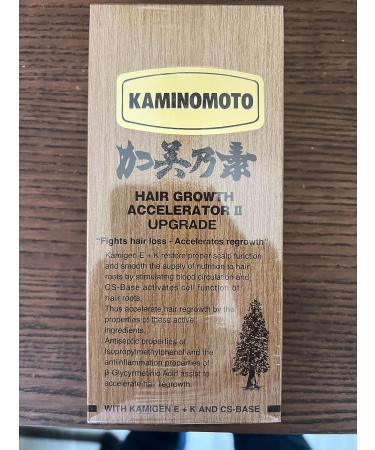 KAMINOMOTO
加美乃素
HAIR GROWTH
ACCELERATOR II
UPGRADE
"Fights hair loss - Accelerates regrowth"
Kamigen E + K restore proper scalp function
and smooth the supply of nutrition to hair
roots by stimulating blood circulation and
CS-Base activates cell function of
hair roots.
Thus accelerate hair regrowth by the
properties of these active
ingredients.
Antiseptic properties of
Isopropylmethylphenol and the
antiinflammation properties of
β-Glycyrrhetinic Acid assist to
accelerate hair regrowth.
WITH KAMIGEN E + K AND CS-BASE